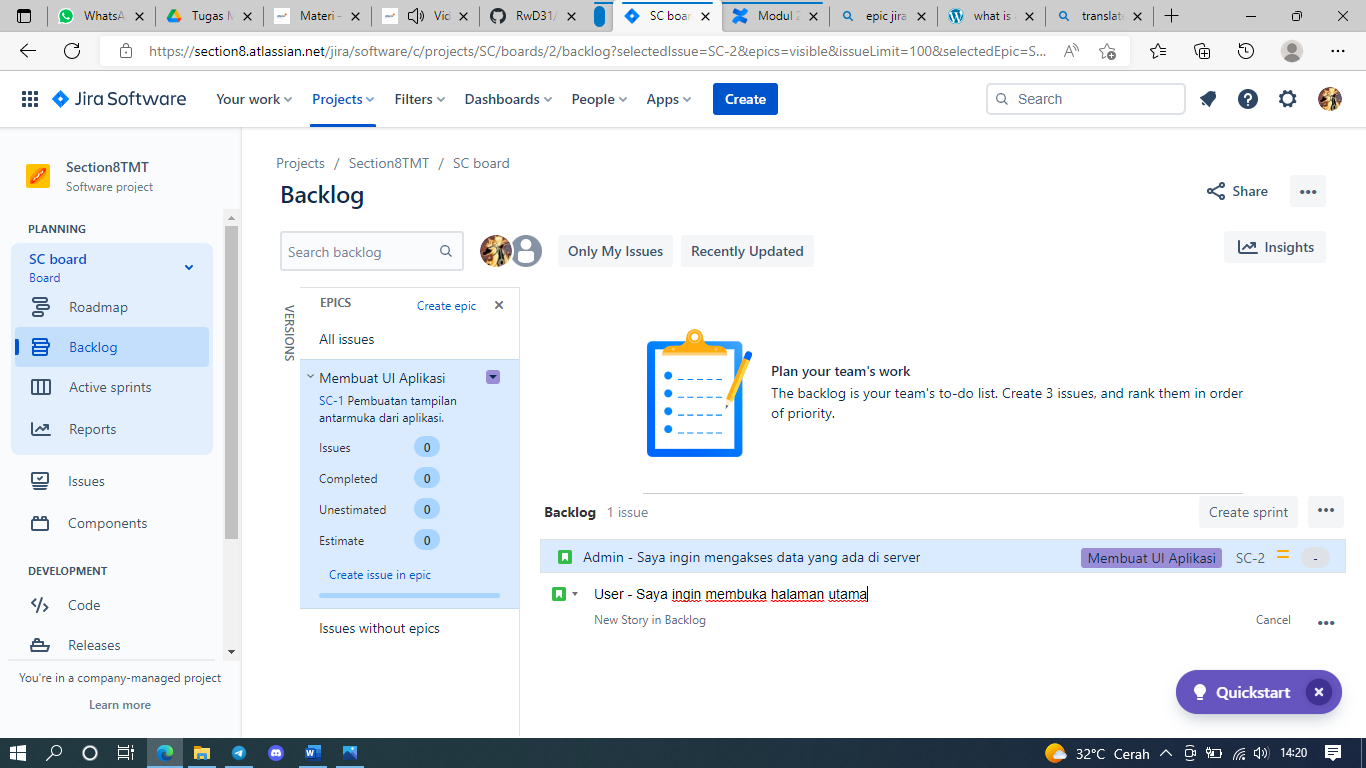 WhatsA
Tugas M
Materi -
Vid
RwD31/
SC boar
Modul 2
epic jira
what is
translate
https://section8.atlassian.net/jira/software/c/projects/SC/boards/2/backlog?selectedIssue=SC-2&epics=visible&issueLimit=100&selectedEpic=S...
Jira Software
Your work
Projects
Filters
Dashboards
People
Apps
Create
Search
Section8TMT
Software project
PLANNING
SC board
Board
Roadmap
Backlog
Active sprints
Reports
Issues
Components
DEVELOPMENT
Code
Releases
You're in a company-managed project
Learn more
Projects / Section8TMT / SC board
Backlog
Share
Search backlog
Only My Issues
Recently Updated
Insights
VERSIONS
EPICS
Create epic
All issues
Membuat UI Aplikasi
SC-1 Pembuatan tampilan
antarmuka dari aplikasi.
Issues 0
Completed 0
Unestimated 0
Estimate 0
Create issue in epic
Issues without epics
Plan your team's work
The backlog is your team's to-do list. Create 3 issues, and rank them in order
of priority.
Backlog 1 issue
Create sprint
Admin - Saya ingin mengakses data yang ada di server
Membuat UI Aplikasi
SC-2
-
User - Saya ingin membuka halaman utama
New Story in Backlog
Cancel
Quickstart
32°C Cerah
14:20